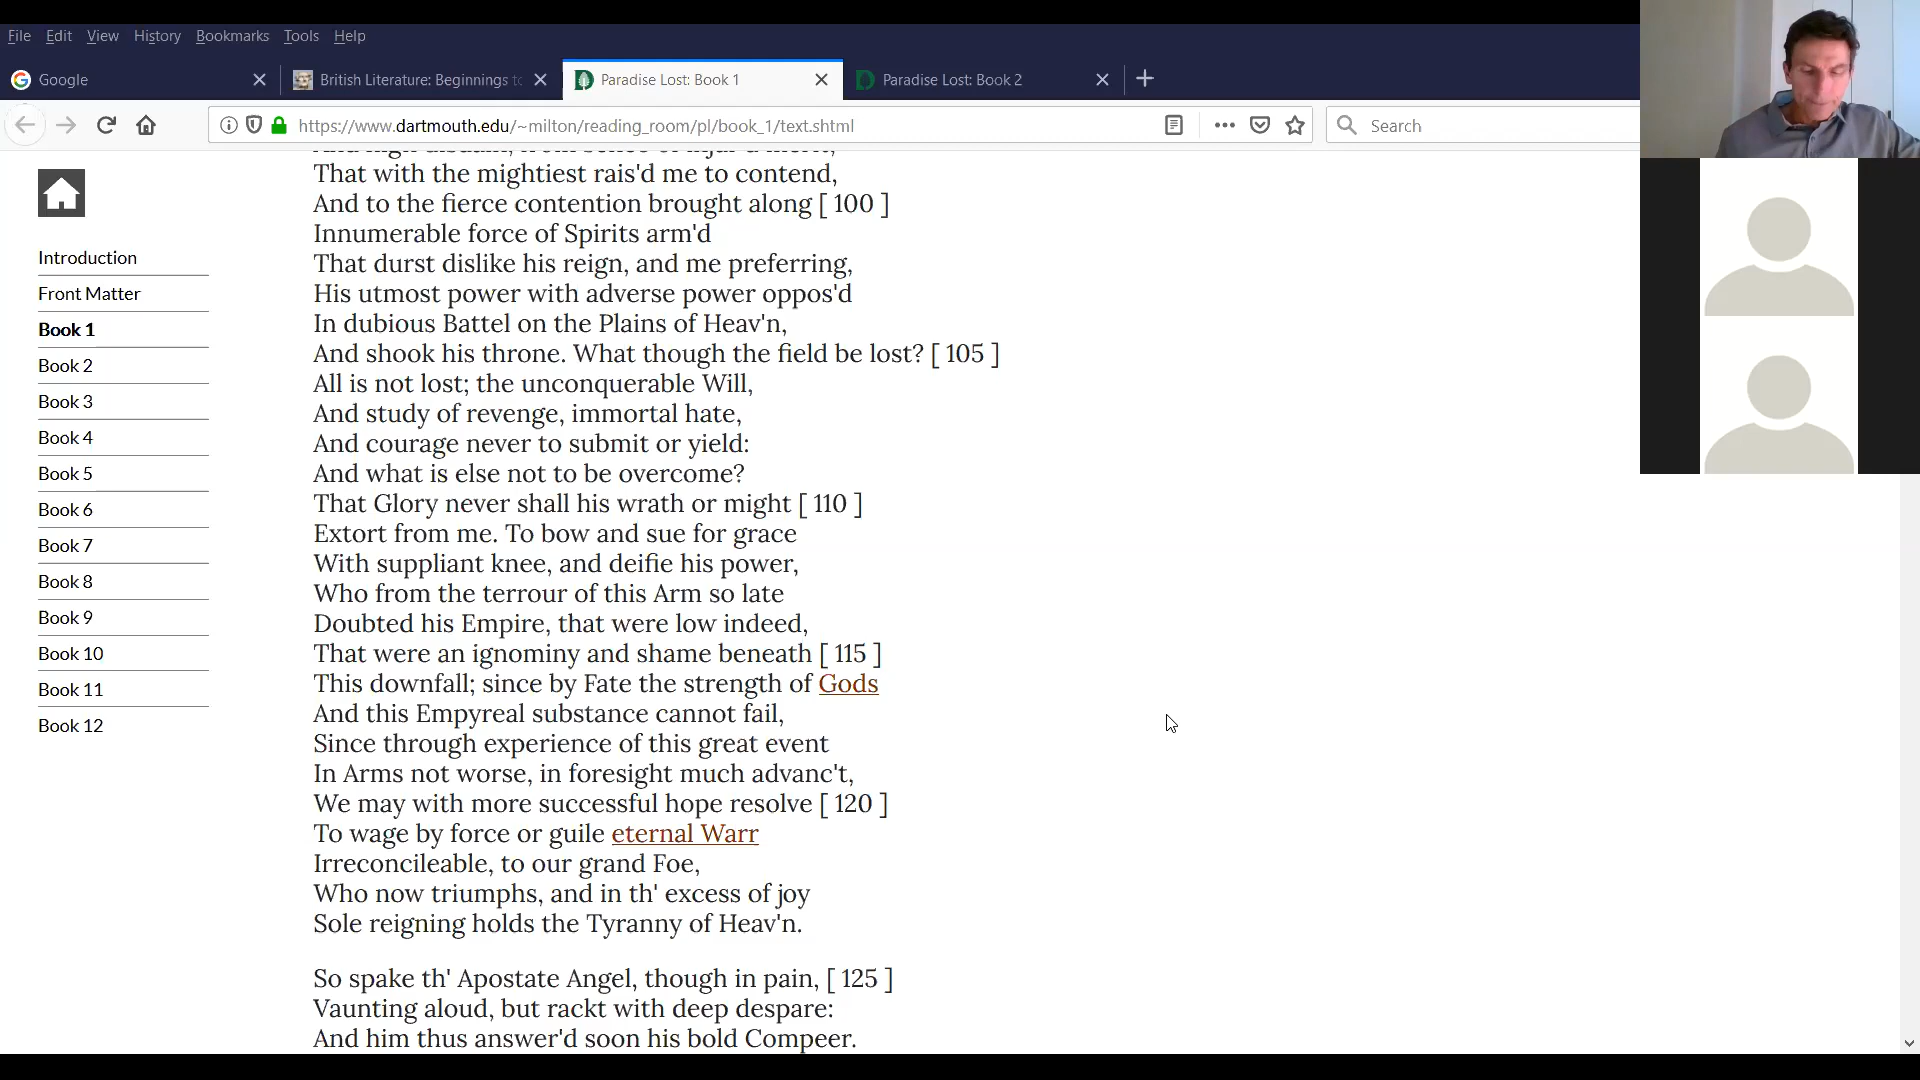 File Edit View History Bookmarks Tools Help
Google
British Literature: Beginnings to
Paradise Lost: Book 1
Paradise Lost: Book 2
https://www.dartmouth.edu/~milton/reading_room/pl/book_1/text.shtml
Search
Introduction
Front Matter
Book 1
Book 2
Book 3
Book 4
Book 5
Book 6
Book 7
Book 8
Book 9
Book 10
Book 11
Book 12
That with the mightiest rais'd me to contend,
And to the fierce contention brought along [ 100 ]
Innumerable force of Spirits arm'd
That durst dislike his reign, and me preferring,
His utmost power with adverse power oppos'd
In dubious Battel on the Plains of Heav'n,
And shook his throne. What though the field be lost? [ 105 ]
All is not lost; the unconquerable Will,
And study of revenge, immortal hate,
And courage never to submit or yield:
And what is else not to be overcome?
That Glory never shall his wrath or might [ 110 ]
Extort from me. To bow and sue for grace
With suppliant knee, and deifie his power,
Who from the terrour of this Arm so late
Doubted his Empire, that were low indeed,
That were an ignominy and shame beneath [ 115 ]
This downfall; since by Fate the strength of Gods
And this Empyreal substance cannot fail,
Since through experience of this great event
In Arms not worse, in foresight much advanc't,
We may with more successful hope resolve [ 120 ]
To wage by force or guile eternal Warr
Irreconcileable, to our grand Foe,
Who now triumphs, and in th' excess of joy
Sole reigning holds the Tyranny of Heav'n.
So spake th' Apostate Angel, though in pain, [ 125 ]
Vaunting aloud, but rackt with deep despare:
And him thus answer'd soon his bold Compeer.